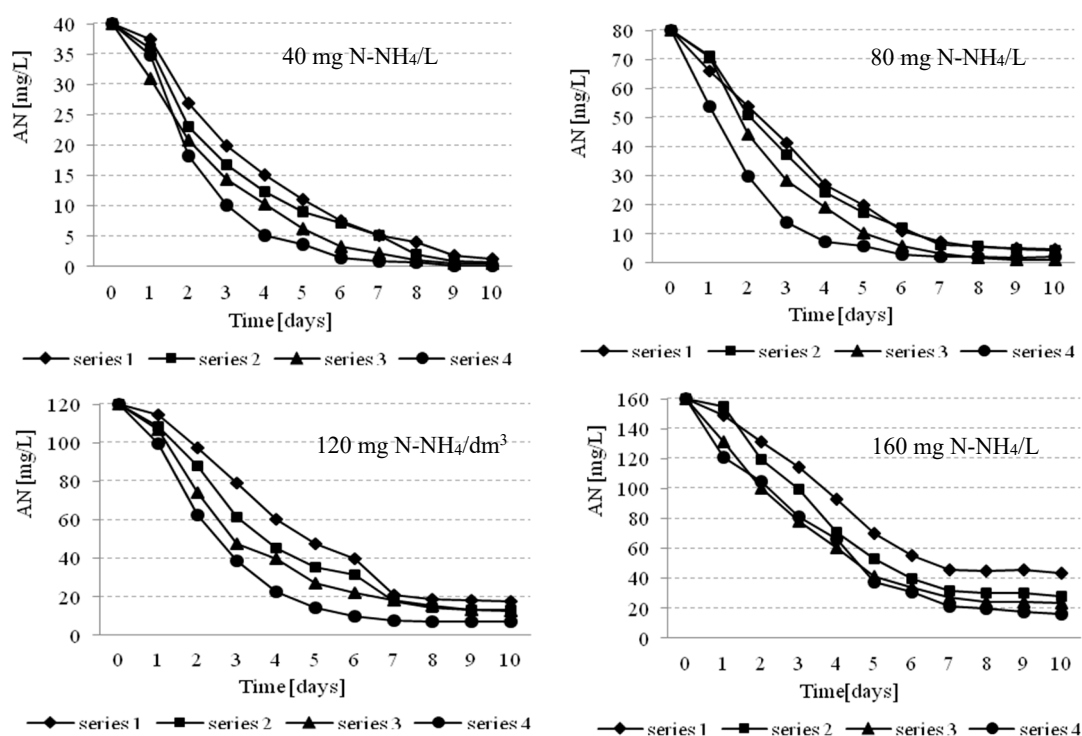 40 mg N-NH₄/L
AN [mg/L]
40
35
30
25
20
15
10
5
0
0 1 2 3 4 5 6 7 8 9 10
Time [days]
series 1 series 2 series 3 series 4
80 mg N-NH₄/L
AN [mg/L]
80
70
60
50
40
30
20
10
0
0 1 2 3 4 5 6 7 8 9 10
Time [days]
series 1 series 2 series 3 series 4
120 mg N-NH₄/dm³
AN [mg/L]
120
100
80
60
40
20
0
0 1 2 3 4 5 6 7 8 9 10
Time [days]
series 1 series 2 series 3 series 4
160 mg N-NH₄/L
AN [mg/L]
160
140
120
100
80
60
40
20
0
0 1 2 3 4 5 6 7 8 9 10
Time[days]
series 1 series 2 series 3 series 4